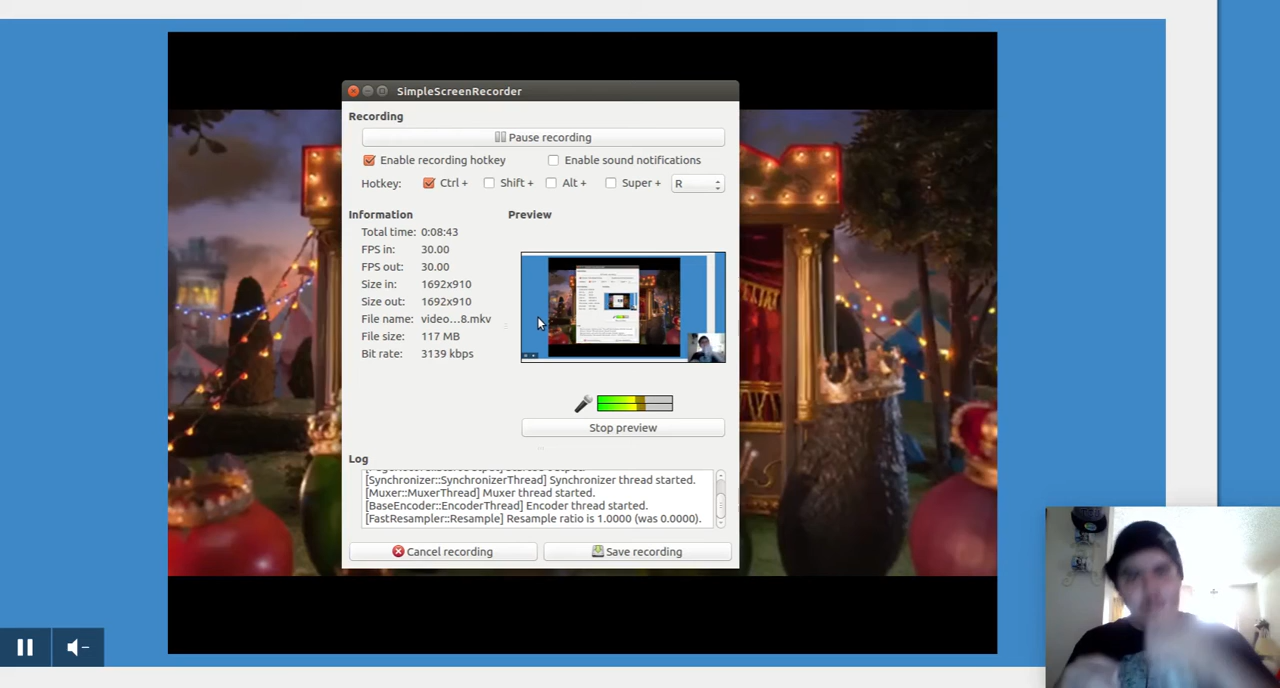 SimpleScreenRecorder
Recording
Pause recording
Enable recording hotkey Enable sound notifications
Hotkey: Ctrl + Shift + Alt + Super + R
Information Preview
Total time: 0:08:43
FPS in: 30.00
FPS out: 30.00
Size in: 1692x910
Size out: 1692x910
File name: video...8.mkv
File size: 117 MB
Bit rate: 3139 kbps
Stop preview
Log
[Synchronizer::SynchronizerThread] Synchronizer thread started.
[Muxer::MuxerThread] Muxer thread started.
[BaseEncoder::EncoderThread] Encoder thread started.
[FastResampler::Resample] Resample ratio is 1.0000 (was 0.0000).
Cancel recording Save recording